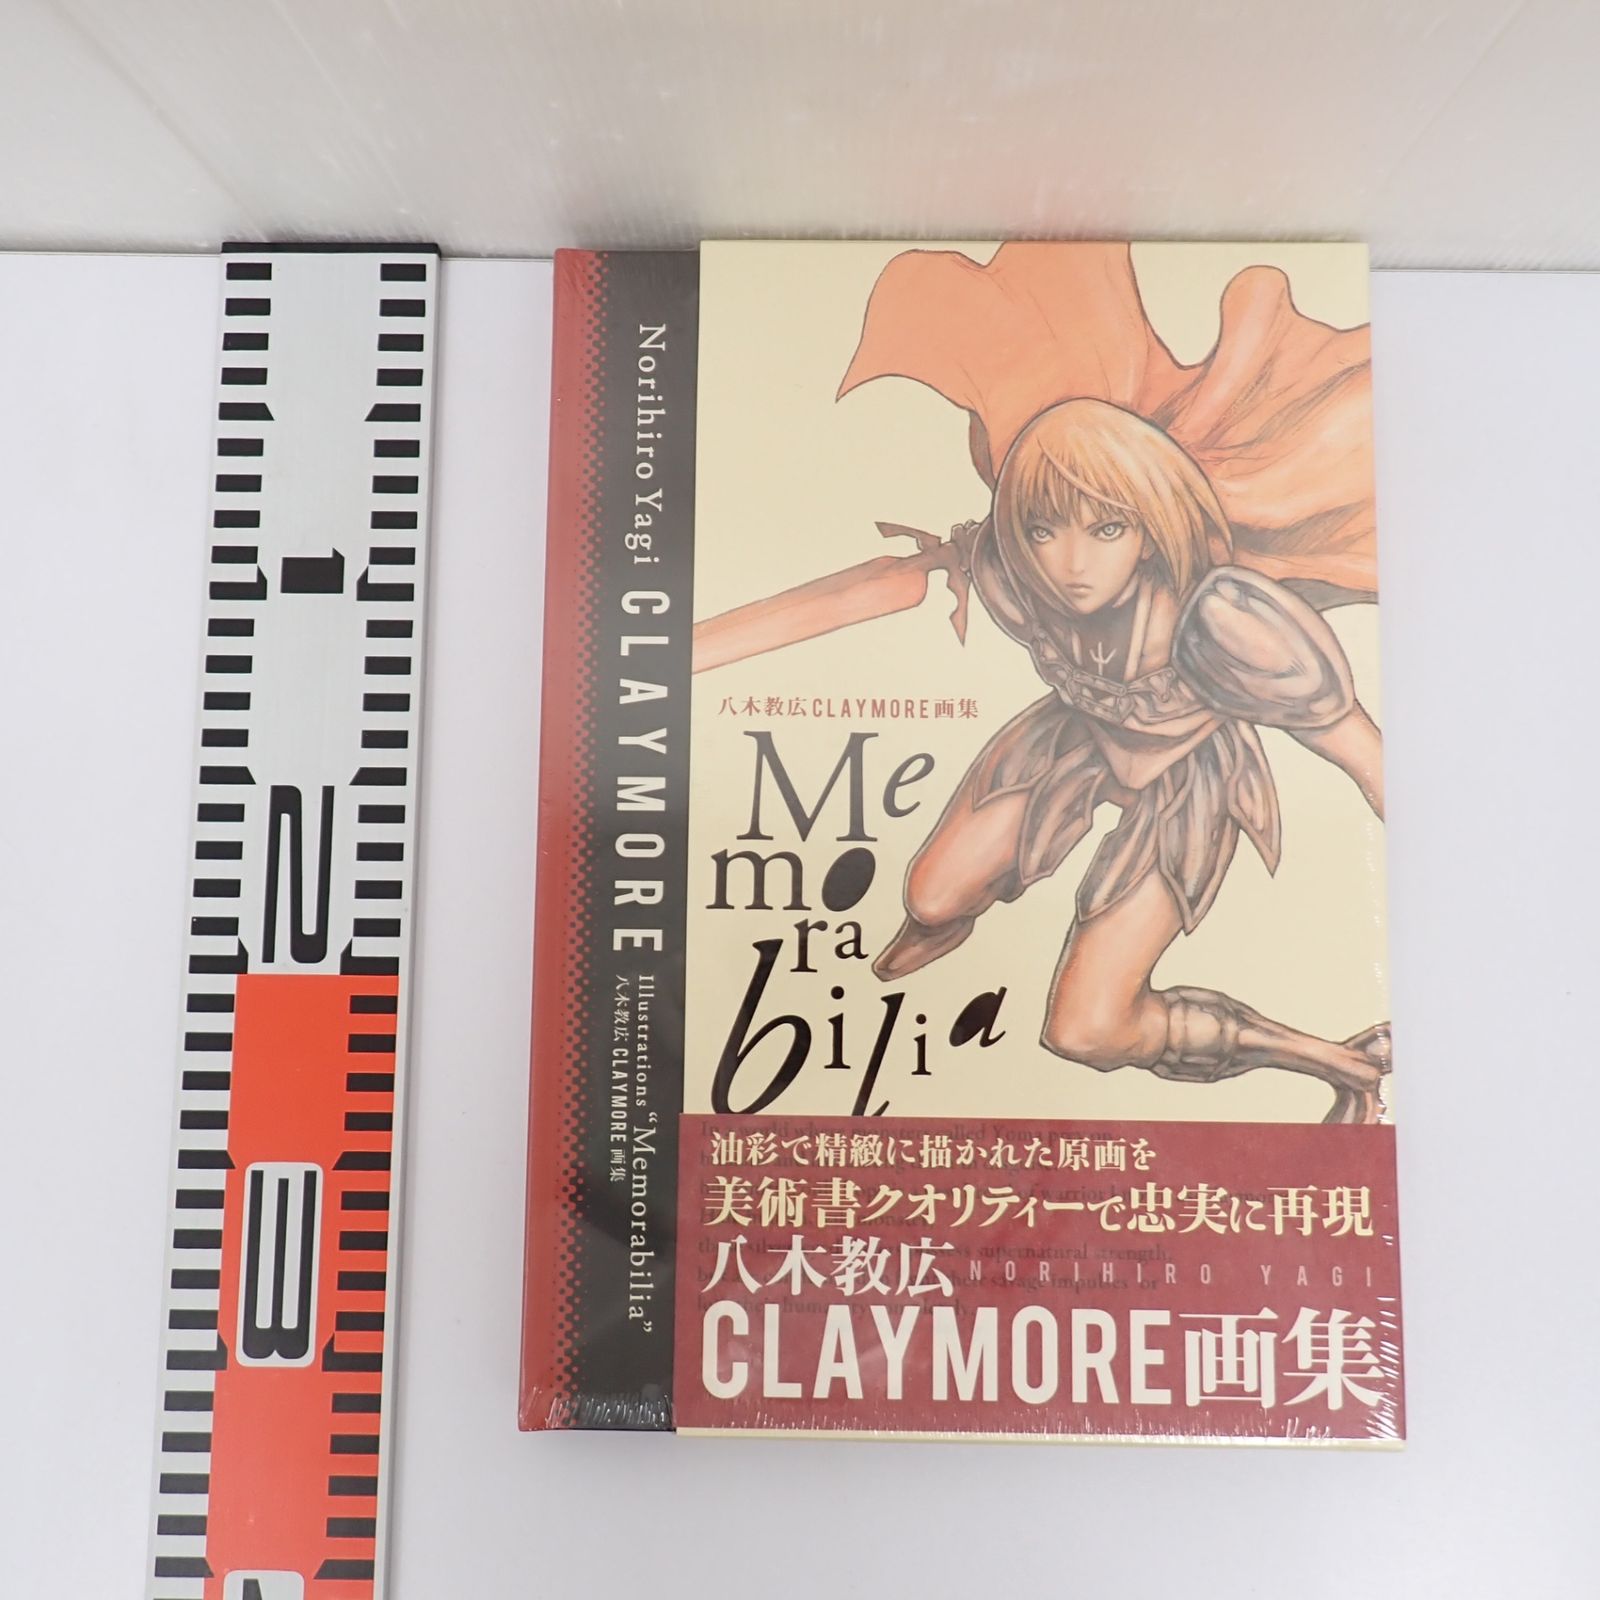 1
2
3
Norihiro Yagi CLAYMORE
Illustrations "Memorabilia"
八木教広 CLAYMORE 画集
八木教広CLAYMORE画集
Me
mo
ra
bilia
油彩で精緻に描かれた原画を
美術書クオリティーで忠実に再現
八木教広 NORIHIRO YAGI
CLAYMORE画集